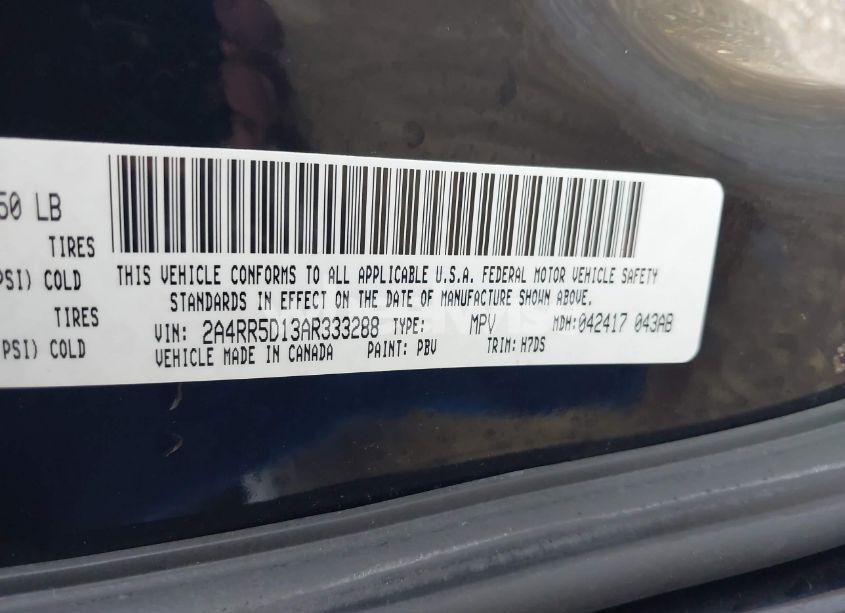 50 LB
TIRES
PSI) COLD
TIRES
PSI) COLD
THIS VEHICLE CONFORMS TO ALL APPLICABLE U.S.A. FEDERAL MOTOR VEHICLE SAFETY
STANDARDS IN EFFECT ON THE DATE OF MANUFACTURE SHOWN ABOVE.
VIN: 2A4RR5D13AR333288 TYPE: MPV MDH:042417 043AB
VEHICLE MADE IN CANADA PAINT: PBV TRIM: H7DS